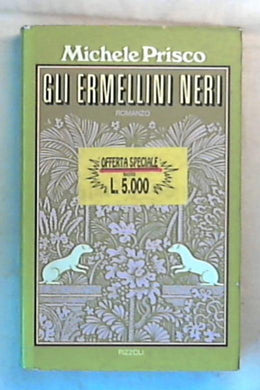 Michele Prisco
GLI ERMELLINI NERI
ROMANZO
OFFERTA SPECIALE
L. 5.000
RIZZOLI